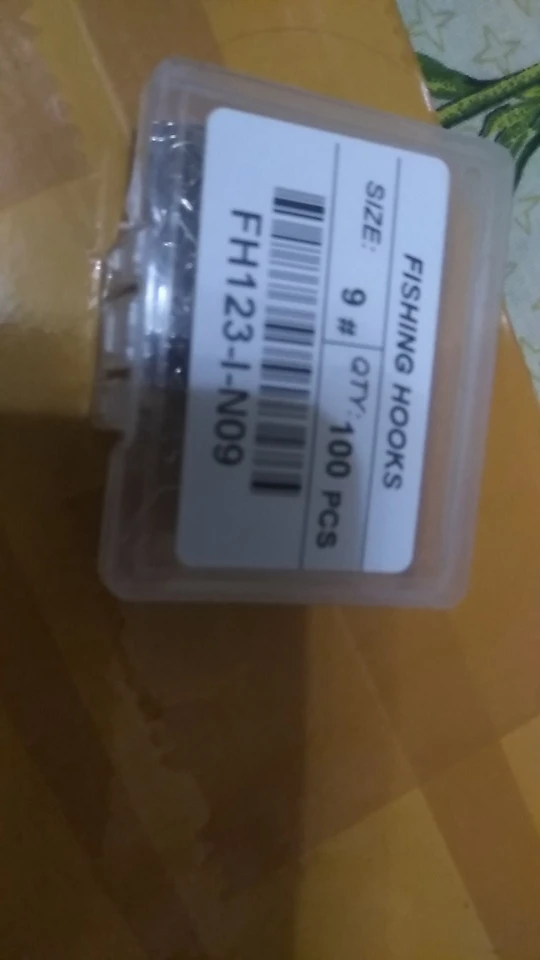 FISHING HOOKS
SIZE: 9 # QTY: 100 PCS
FH123-I-N09